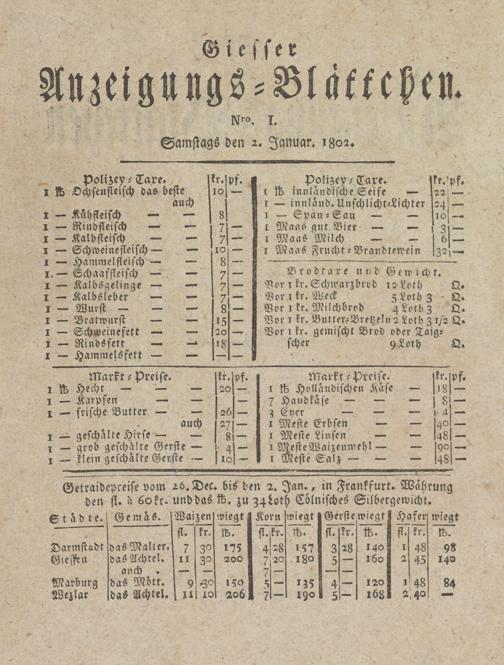 Giesser
Anzeigungs-Blättchen.
Nro. I.
Samstags den 2. Januar. 1802.
Polizey-Taxe. kr. pf.
1 ℔ Ochsenfleisch das beste 10 —
auch
1 — Kühfleisch — — 8
1 — Rindfleisch — — 7 —
1 — Kalbfleisch — — 7 —
1 — Schweinefleisch — — 10 —
1 — Hammelfleisch — — 8
1 — Schaaffleisch — — 7
1 — Kalbsgelinge — — 7 —
1 — Kalbsleber — — 7 —
1 — Wurst — — — 8 —
1 — Bratwurst — — 15 —
1 — Schweinefett — — 20 —
1 — Rindsfett — — 18 —
1 — Hammelsfett — — — —
Polizey-Taxe. kr. pf.
1 ℔ innländische Seife — — 22 —
1 — innländ. Unschlicht-Lichter 24 —
1 — Span-Sau — — 10 —
1 Maas gut Bier — — 3
1 Maas Milch — — 6
1 Maas Frucht-Brandtewein 32
Brodtaxe und Gewicht.
Vor 1 kr. Schwarzbrod 12 Loth Q.
Vor 1 kr. Weck 5 Loth 3 Q.
Vor 1 kr. Milchbrod 4 Loth 3 Q.
Vor 1 kr. Butter-Bretzeln 2 Loth 3 1/2 Q.
Vor 1 kr. gemischt Brod oder Taig-
scher 9 Loth Q.
Markt-Preise. kr. pf.
1 ℔ Hecht — — — 20 —
1 — Karpfen — — —
1 — frische Butter — — 26 —
auch 27
1 — geschälte Hirse — — 8
1 — grob geschälte Gerste — 4
1 — klein geschälte Gerste — 10
Markt-Preise. kr. pf.
1 ℔ Holländischen Käse — 18
7 Handkäse — — — 8
3 Eyer — — — 4
1 Meste Erbsen — — 40
1 Meste Linsen — — 48
1 Meste Waizenwehl — — 90
1 Meste Salz — — — 48
Getraidepreise vom 26. Dec. bis den 2. Jan., in Frankfurt. Währung
den fl. à 60 kr. und das ℔. zu 34 Loth Cölnisches Silbergewicht.
Städte. Gemäs. Waizen wiegt Korn wiegt Gerste wiegt Hafer wiegt
fl. kr. ℔. fl. kr. ℔. fl. kr. ℔. fl. kr. ℔.
Darmstadt das Malter. 7 30 175 4 28 157 3 28 140 1 48 98
Giessen das Achtel. 11 30 200 7 20 180 5 — 160 2 45 140
auch 7 —
Marburg das Mött. 9 30 150 5 — 135 4 — 120 1 48 84
Wezlar das Achtel. 11 10 206 7 — 190 5 — 168 2 40 —